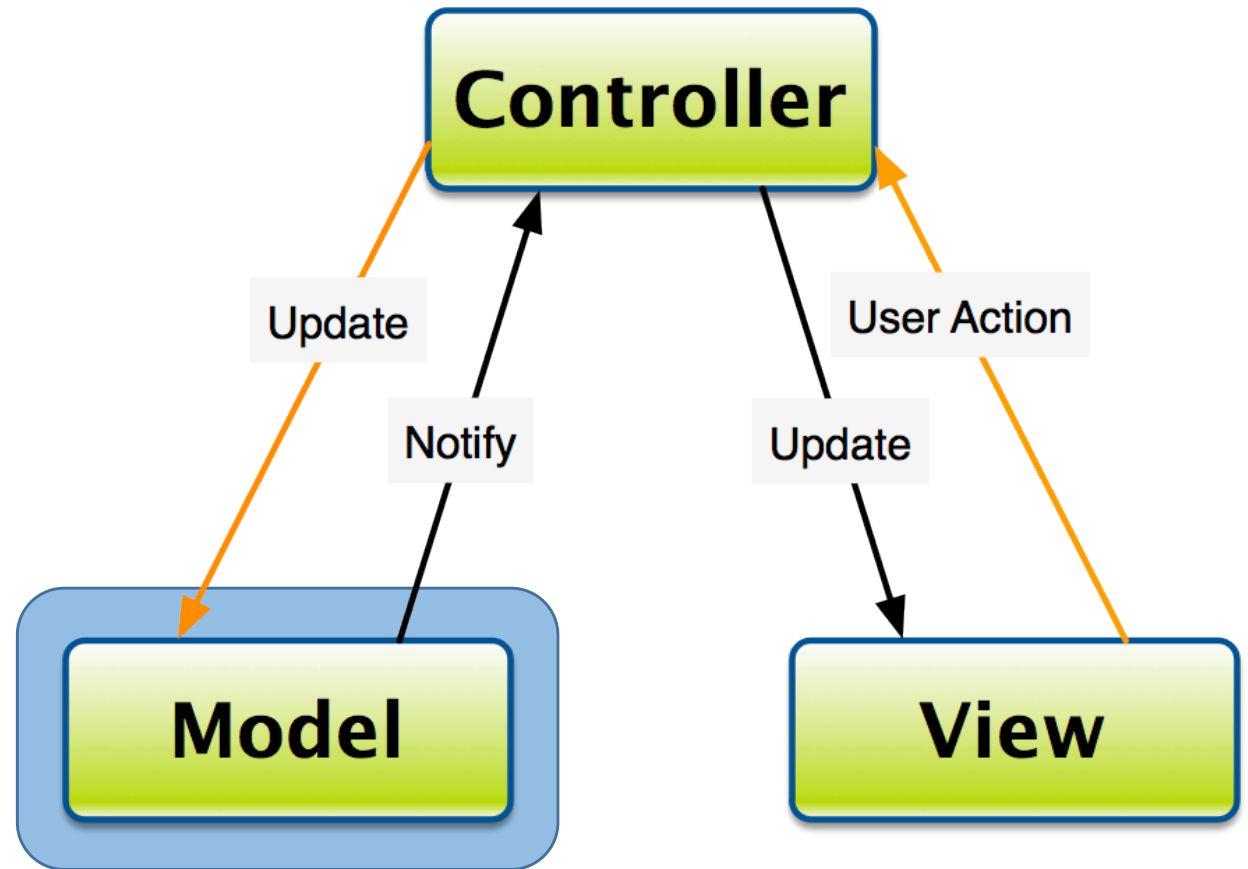 Controller
Update
User Action
Notify
Update
Model
View